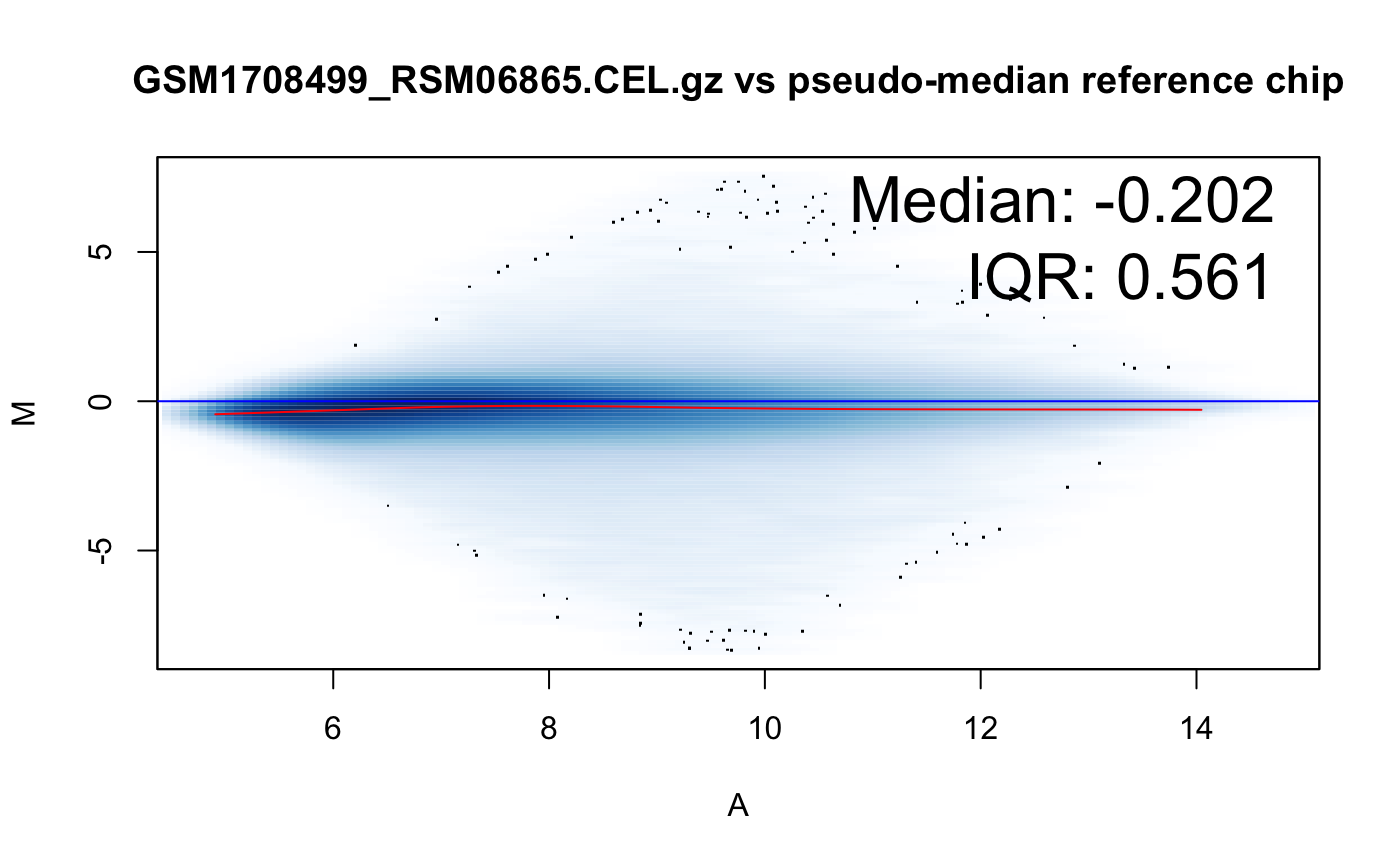 GSM1708499_RSM06865.CEL.gz vs pseudo-median reference chip
Median: -0.202
IQR: 0.561
M
5
0
-5
6 8 10 12 14
A